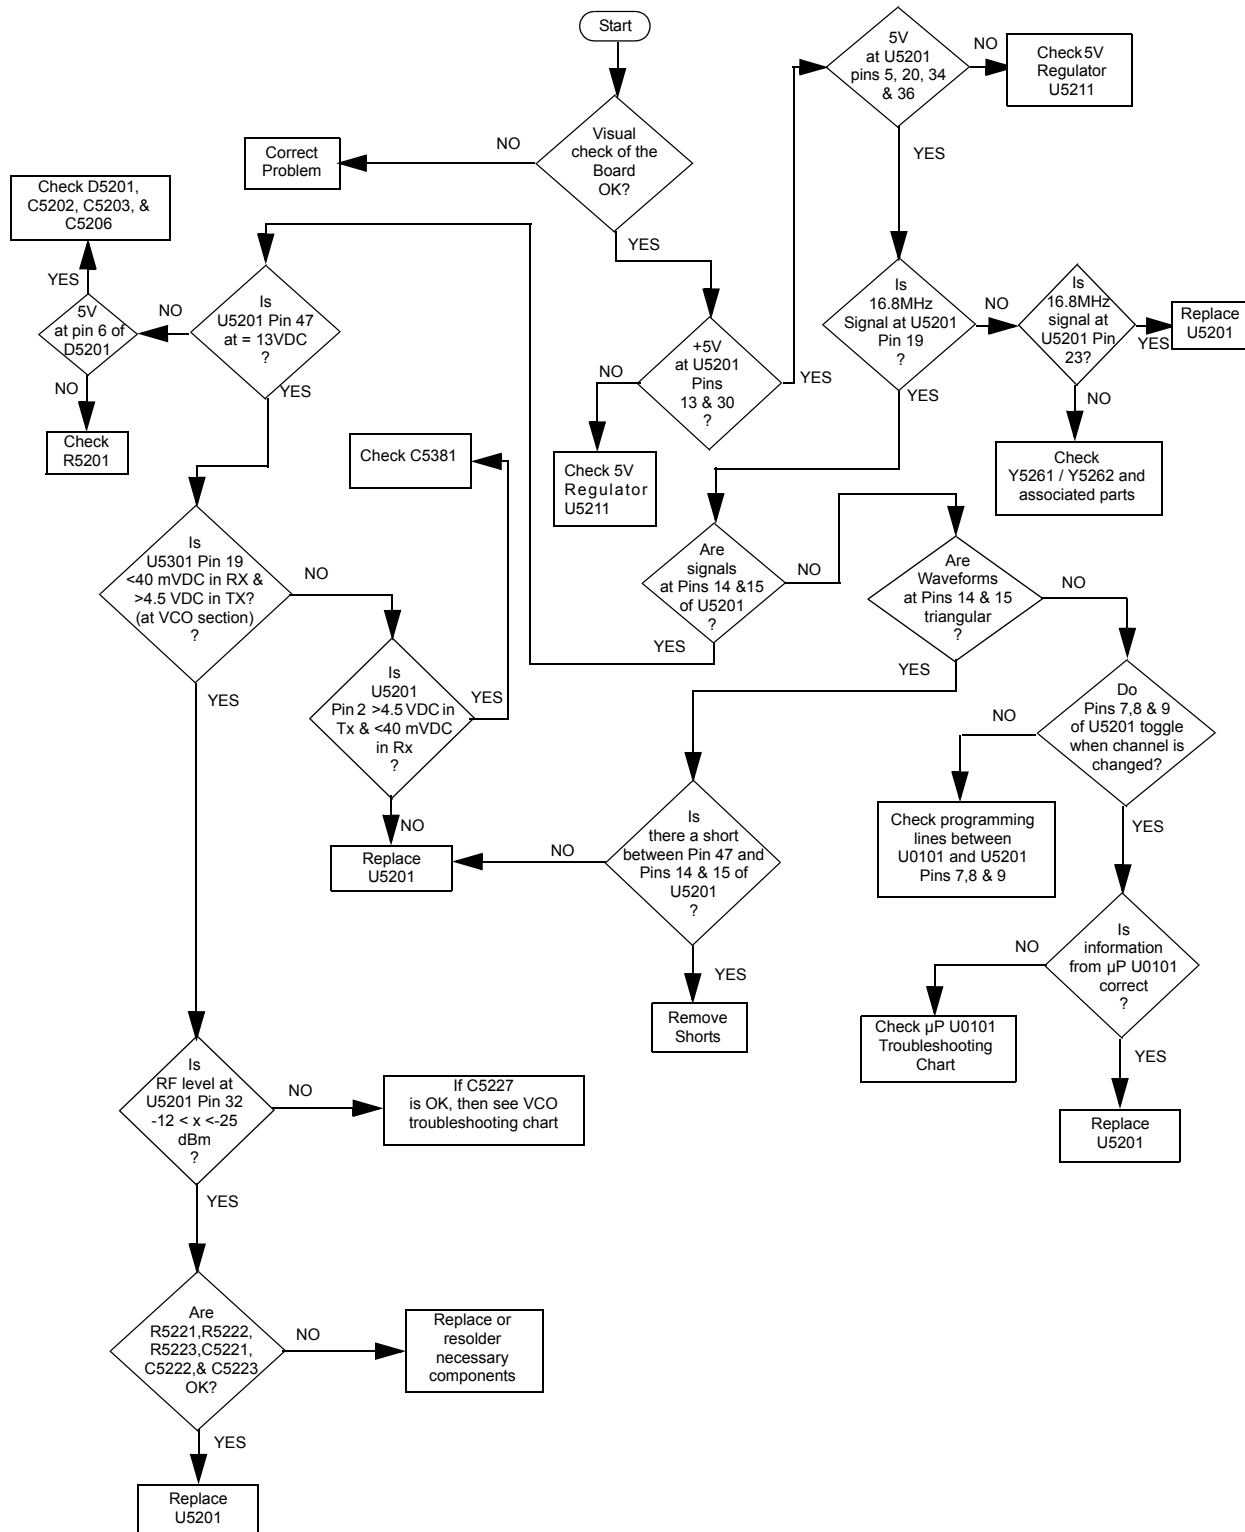 Start
Visual
check of the
Board
OK?
NO
Correct
Problem
YES
+5V
at U5201
Pins
13 & 30
?
NO
Check 5V
Regulator
U5211
YES
5V
at U5201
pins 5, 20, 34
& 36
NO
Check 5V
Regulator
U5211
YES
Is
16.8MHz
Signal at U5201
Pin 19
?
NO
Is
16.8MHz
signal at
U5201 Pin
23?
YES
Replace
U5201
NO
Check
Y5261 / Y5262 and
associated parts
YES
Are
signals
at Pins 14 &15
of U5201
?
NO
Are
Waveforms
at Pins 14 & 15
triangular
?
NO
Do
Pins 7,8 & 9
of U5201 toggle
when channel is
changed?
NO
Check programming
lines between
U0101 and U5201
Pins 7,8 & 9
YES
Is
information
from µP U0101
correct
?
NO
Check µP U0101
Troubleshooting
Chart
YES
Replace
U5201
YES
Is
there a short
between Pin 47 and
Pins 14 & 15 of
U5201
?
NO
Replace
U5201
YES
Remove
Shorts
YES
Is
U5201 Pin 47
at = 13VDC
?
NO
5V
at pin 6 of
D5201
YES
Check D5201,
C5202, C5203, &
C5206
NO
Check
R5201
YES
Is
U5301 Pin 19
<40 mVDC in RX &
>4.5 VDC in TX?
(at VCO section)
?
NO
Is
U5201
Pin 2 >4.5 VDC in
Tx & <40 mVDC
in Rx
?
YES
Check C5381
NO
YES
Is
RF level at
U5201 Pin 32
-12 < x <-25
dBm
?
NO
If C5227
is OK, then see VCO
troubleshooting chart
YES
Are
R5221,R5222,
R5223,C5221,
C5222,& C5223
OK?
NO
Replace or
resolder
necessary
components
YES
Replace
U5201